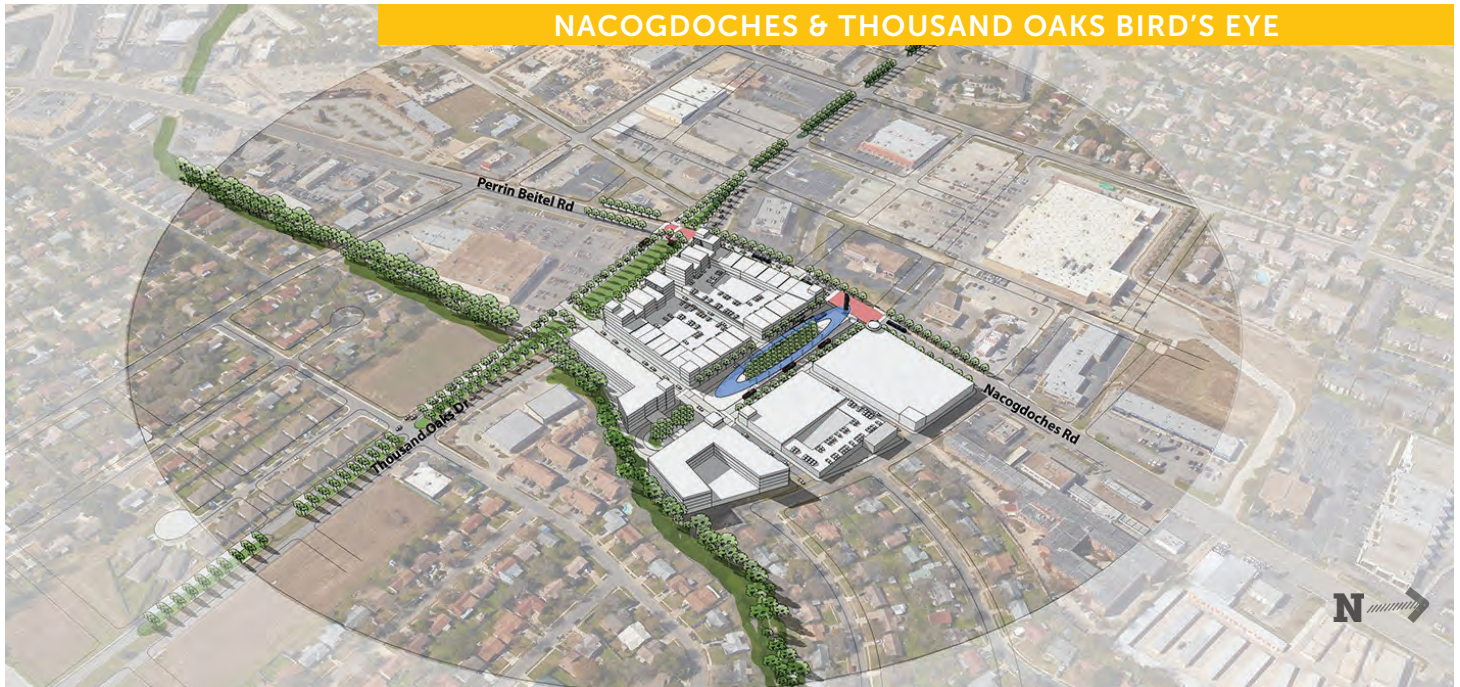 NACOGDOCHES & THOUSAND OAKS BIRD'S EYE
Perrin Beitel Rd
Thousand Oaks Dr
Nacogdoches Rd
N